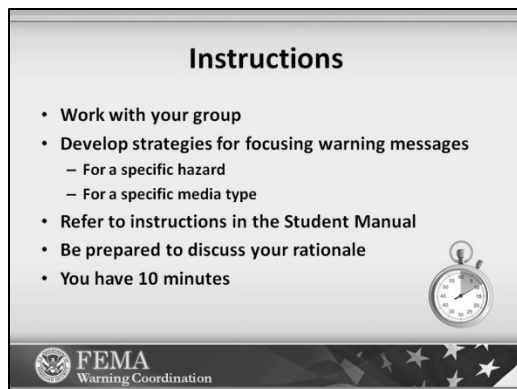 Instructions
• Work with your group
• Develop strategies for focusing warning messages
– For a specific hazard
– For a specific media type
• Refer to instructions in the Student Manual
• Be prepared to discuss your rationale
• You have 10 minutes
FEMA
Warning Coordination